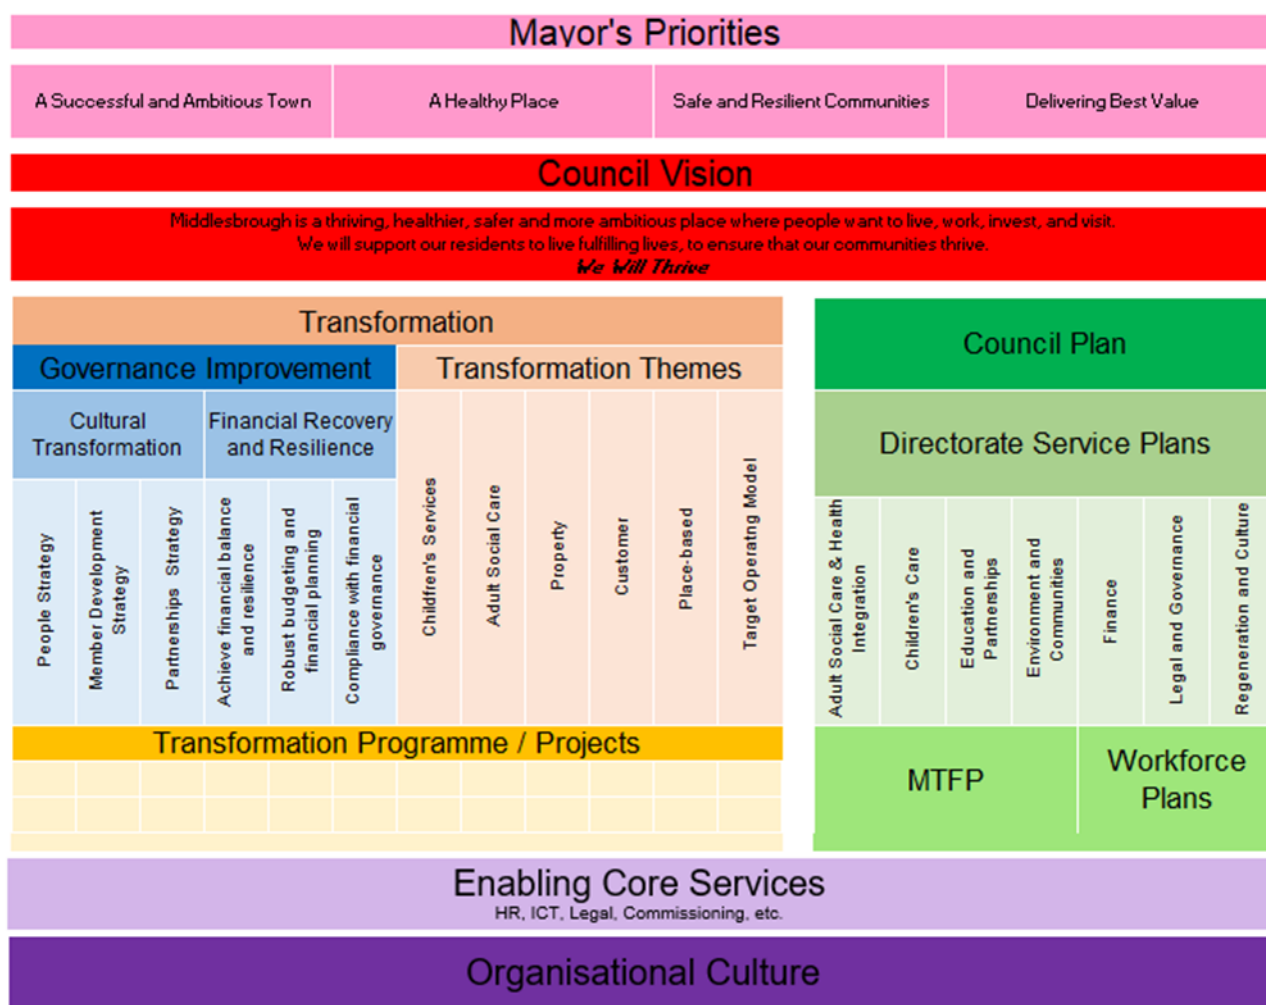 Mayor's Priorities
A Successful and Ambitious Town
A Healthy Place
Safe and Resilient Communities
Delivering Best Value
Council Vision
Middlesbrough is a thriving, healthier, safer and more ambitious place where people want to live, work, invest, and visit.
We will support our residents to live fulfilling lives, to ensure that our communities thrive.
We Will Thrive
Transformation
Governance Improvement
Transformation Themes
Cultural
Transformation
Financial Recovery
and Resilience
People Strategy
Member Development
Strategy
Partnerships Strategy
Achieve financial balance
and resilience
Robust budgeting and
financial planning
Compliance with financial
governance
Childfren's Services
Adult Social Care
Property
Customer
Place-based
Target Operatng Model
Transformation Programme / Projects
Council Plan
Directorate Service Plans
Adult Social Care & Health
Integration
Children's Care
Education and
Partnerships
Environment and
Communities
Finance
Legal and Governance
Regeneration and Culture
MTFP
Workforce
Plans
Enabling Core Services
HR, ICT, Legal, Commissioning, etc.
Organisational Culture